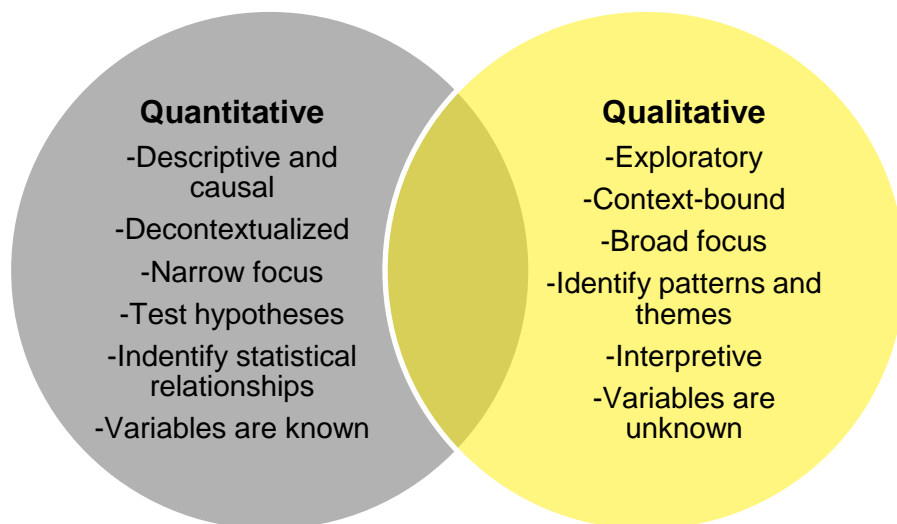 Quantitative
-Descriptive and
causal
-Decontextualized
-Narrow focus
-Test hypotheses
-Indentify statistical
relationships
-Variables are known
Qualitative
-Exploratory
-Context-bound
-Broad focus
-Identify patterns and
themes
-Interpretive
-Variables are
unknown